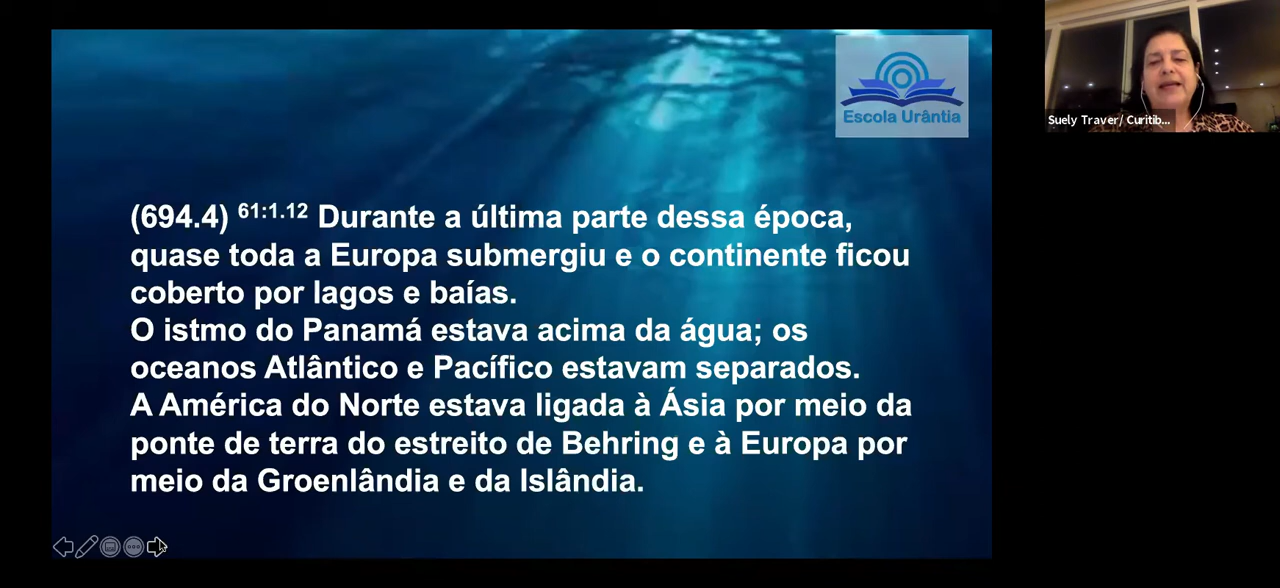 Escola Urântia
Suely Traver/ Curitib...
(694.4) 61:1.12 Durante a última parte dessa época,
quase toda a Europa submergiu e o continente ficou
coberto por lagos e baías.
O istmo do Panamá estava acima da água; os
oceanos Atlântico e Pacífico estavam separados.
A América do Norte estava ligada à Ásia por meio da
ponte de terra do estreito de Behring e à Europa por
meio da Groenlândia e da Islândia.